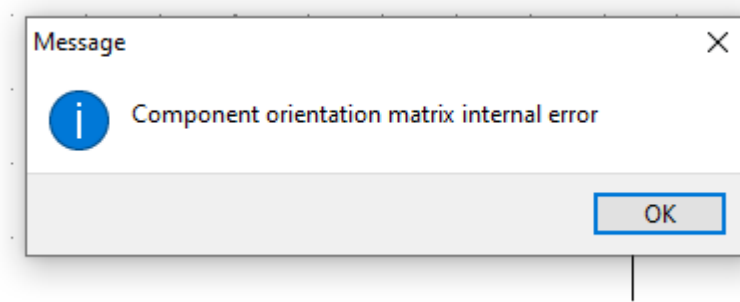 Message
Component orientation matrix internal error
OK